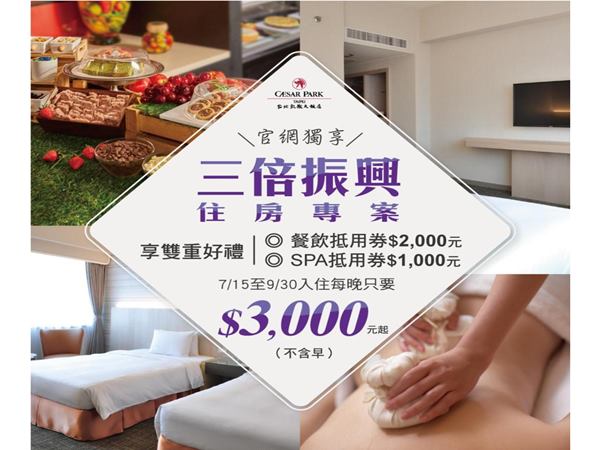 CÆSAR PARK
TAIPEI
台北凱撒大飯店
官網獨享
三倍振興
住房專案
享雙重好禮
◎ 餐飲抵用券$2,000元
◎ SPA抵用券$1,000元
7/15至9/30入住每晚只要
$3,000元起
（不含早）